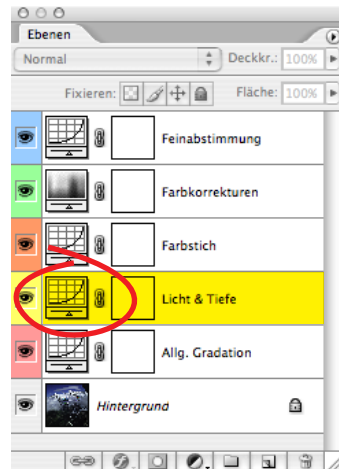 Ebenen
Normal Deckkr.: 100%
Fixieren: Fläche: 100%
Feinabstimmung
Farbkorrekturen
Farbstich
Licht & Tiefe
Allg. Gradation
Hintergrund